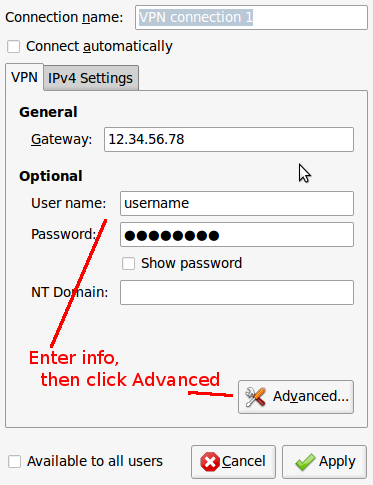 Connection name: VPN connection 1
Connect automatically
VPN IPv4 Settings
General
Gateway: 12.34.56.78
Optional
User name: username
Password: ●●●●●●●●
Show password
NT Domain:
Enter info,
then click Advanced
Advanced...
Available to all users Cancel Apply